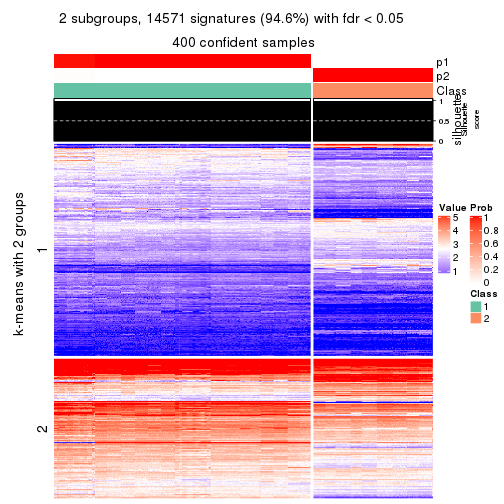 2 subgroups, 14571 signatures (94.6%) with fdr < 0.05
400 confident samples
p1
p2
Class
silhouette
Silhouette
score
1
0.5
0
k-means with 2 groups
1
2
Value
5
4
3
2
1
Prob
1
0.8
0.6
0.4
0.2
0
Class
1
2